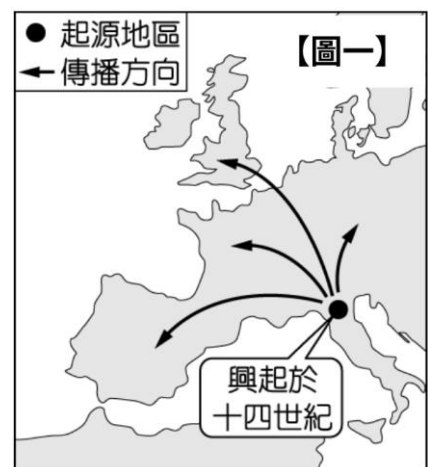 起源地區
傳播方向
【圖一】
興起於
十四世紀